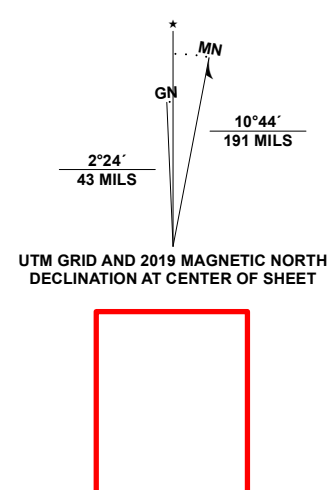 ★
MN
GN
10°44´
191 MILS
2°24´
43 MILS
UTM GRID AND 2019 MAGNETIC NORTH
DECLINATION AT CENTER OF SHEET